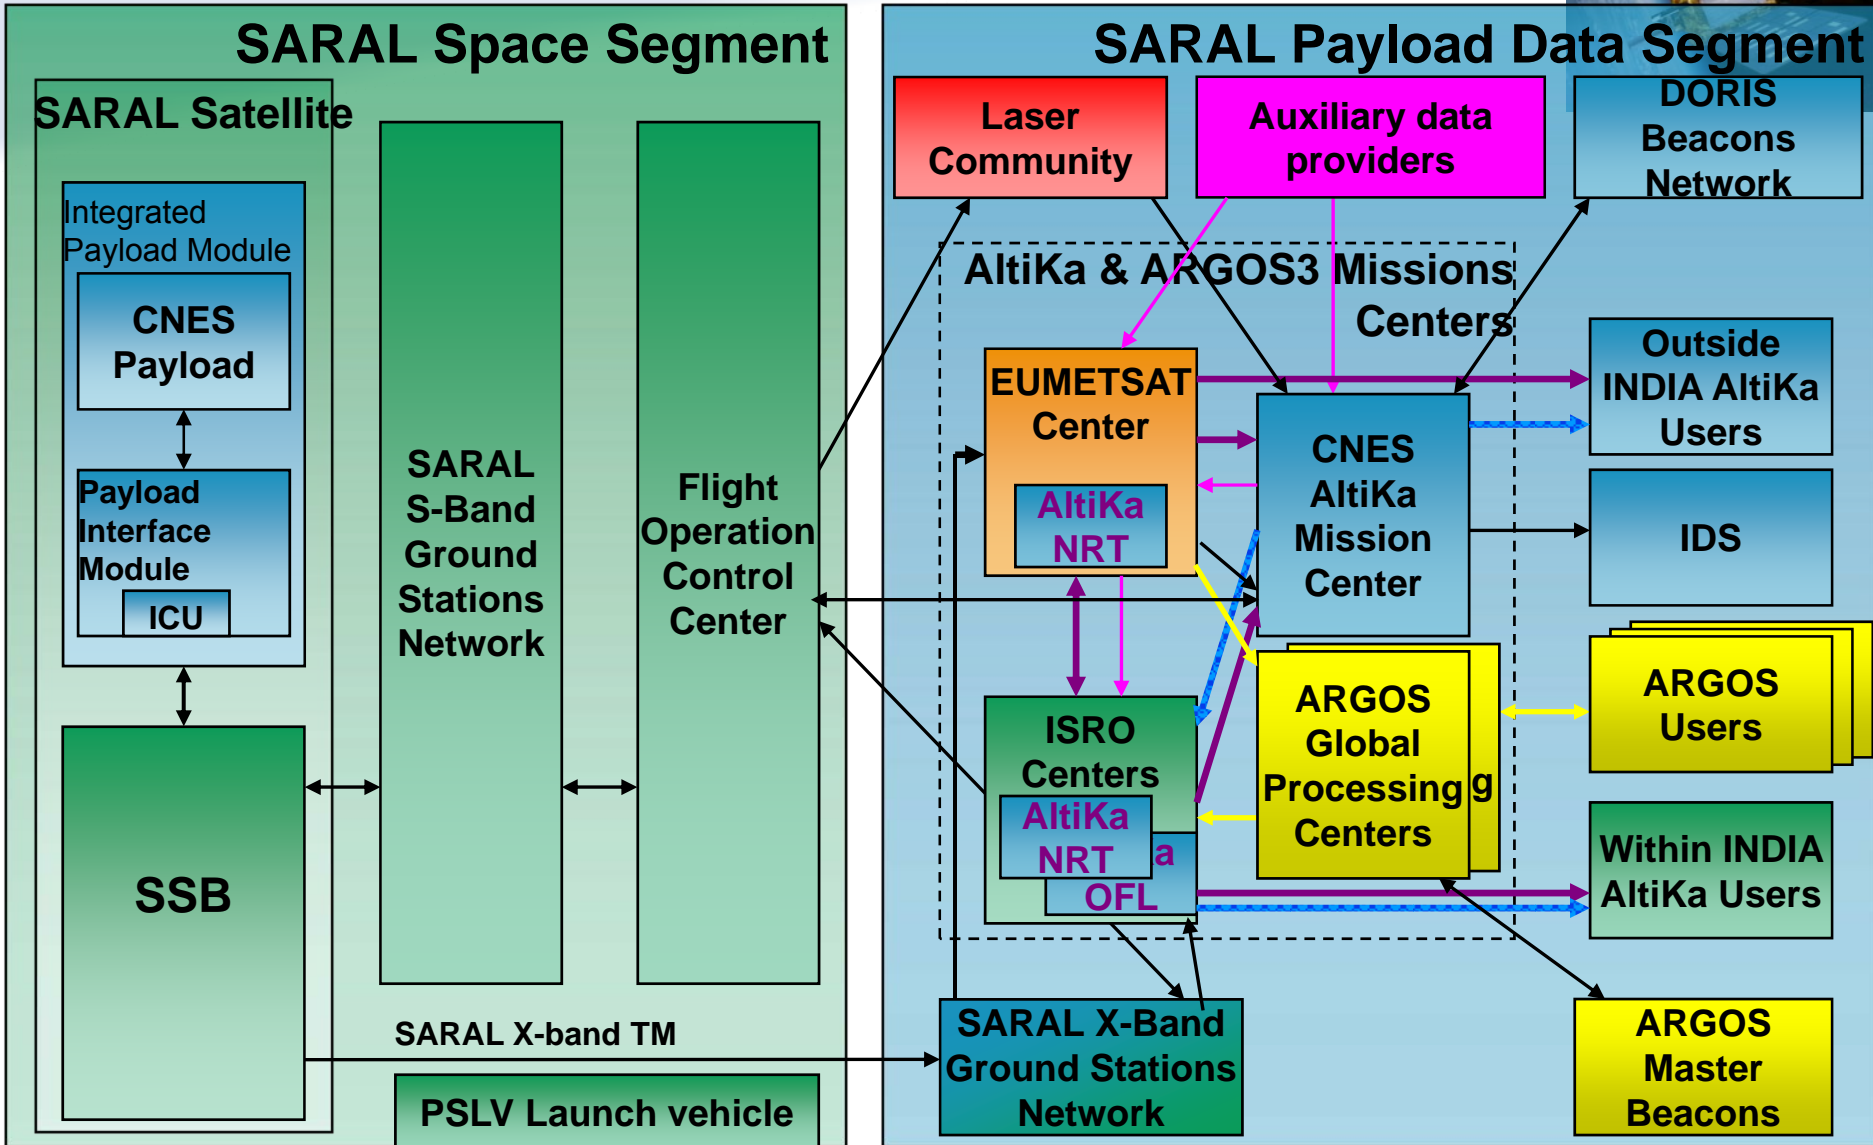 SARAL Space Segment
SARAL Satellite
Integrated
Payload Module
CNES
Payload
Payload
Interface
Module
ICU
SSB
SARAL
S-Band
Ground
Stations
Network
Flight
Operation
Control
Center
SARAL X-band TM
PSLV Launch vehicle
SARAL Payload Data Segment
Laser
Community
Auxiliary data
providers
DORIS
Beacons
Network
AltiKa & ARGOS3 Missions
Centers
EUMETSAT
Center
AltiKa
NRT
CNES
AltiKa
Mission
Center
Outside
INDIA AltiKa
Users
IDS
ISRO
Centers
AltiKa
NRT
a
OFL
ARGOS
Global
Processing
Centers
g
ARGOS
Users
Within INDIA
AltiKa Users
SARAL X-Band
Ground Stations
Network
ARGOS
Master
Beacons